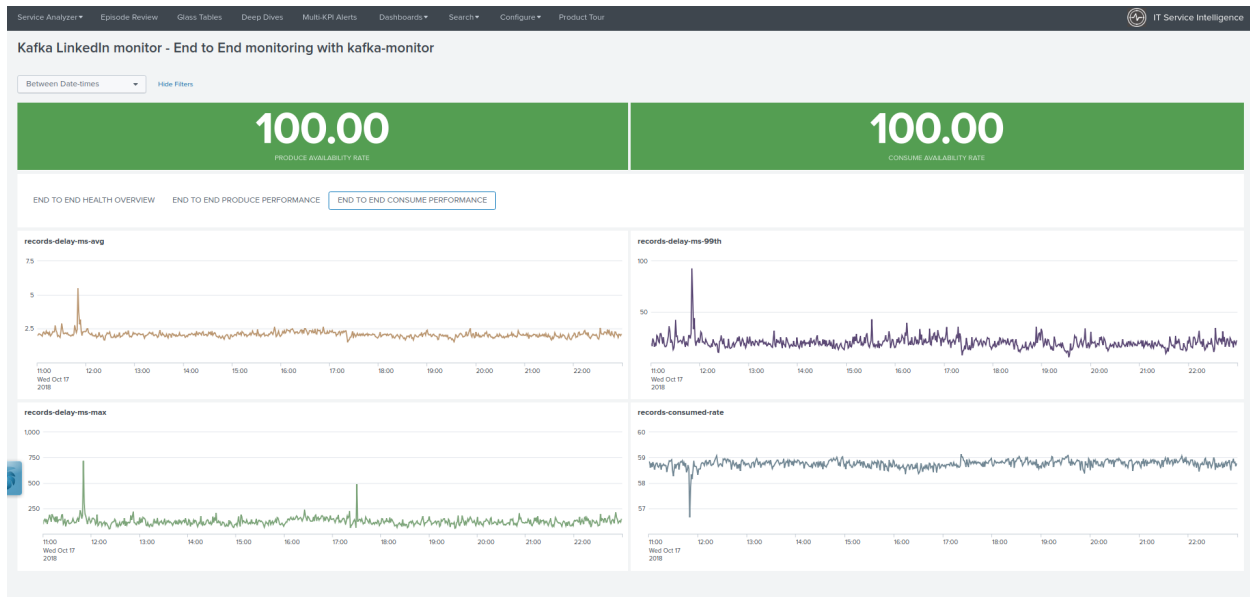 Service Analyzer Episode Review Glass Tables Deep Dives Multi-KPI Alerts Dashboards Search Configure Product Tour IT Service Intelligence
Kafka LinkedIn monitor - End to End monitoring with kafka-monitor
Between Date-times Hide Filters
100.00
PRODUCE AVAILABILITY RATE
100.00
CONSUME AVAILABILITY RATE
END TO END HEALTH OVERVIEW END TO END PRODUCE PERFORMANCE END TO END CONSUME PERFORMANCE
records-delay-ms-avg
7.5
5
2.5
11:00 12:00 13:00 14:00 15:00 16:00 17:00 18:00 19:00 20:00 21:00 22:00
Wed Oct 17
2018
records-delay-ms-99th
100
50
11:00 12:00 13:00 14:00 15:00 16:00 17:00 18:00 19:00 20:00 21:00 22:00
Wed Oct 17
2018
records-delay-ms-max
1,000
750
500
250
11:00 12:00 13:00 14:00 15:00 16:00 17:00 18:00 19:00 20:00 21:00 22:00
Wed Oct 17
2018
records-consumed-rate
60
59
58
57
11:00 12:00 13:00 14:00 15:00 16:00 17:00 18:00 19:00 20:00 21:00 22:00
Wed Oct 17
2018